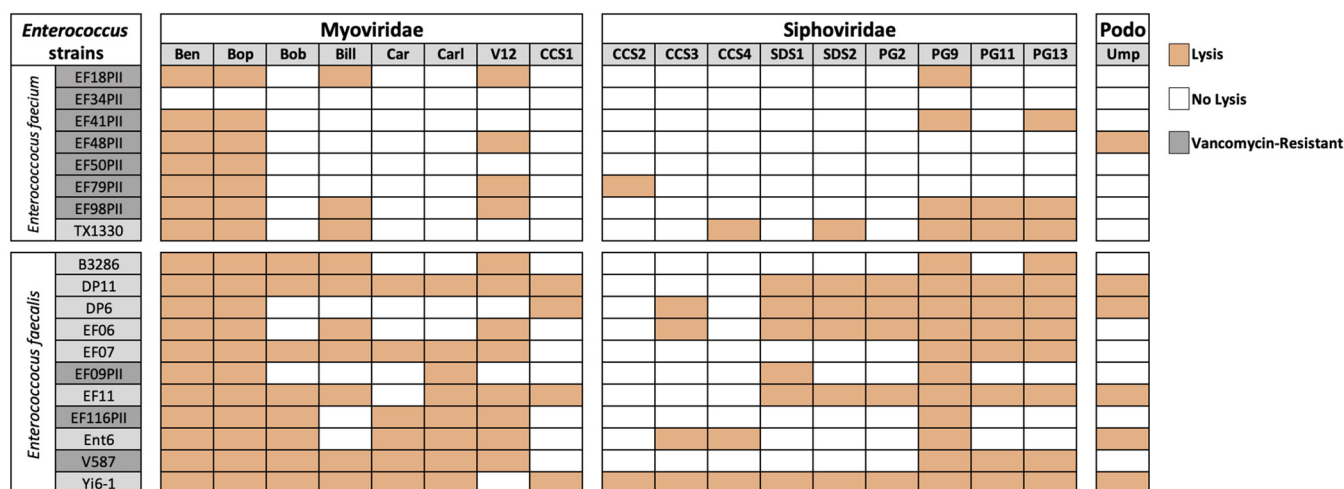 Enterococcus strains
Myoviridae
Siphoviridae
Podo
Ben Bop Bob Bill Car Carl V12 CCS1
CCS2 CCS3 CCS4 SDS1 SDS2 PG2 PG9 PG11 PG13
Ump
Enterococcocus faecium
EF18PII
EF34PII
EF41PII
EF48PII
EF50PII
EF79PII
EF98PII
TX1330
Enterococcocus faecalis
B3286
DP11
DP6
EF06
EF07
EF09PII
EF11
EF116PII
Ent6
V587
Yi6-1
Lysis
No Lysis
Vancomycin-Resistant